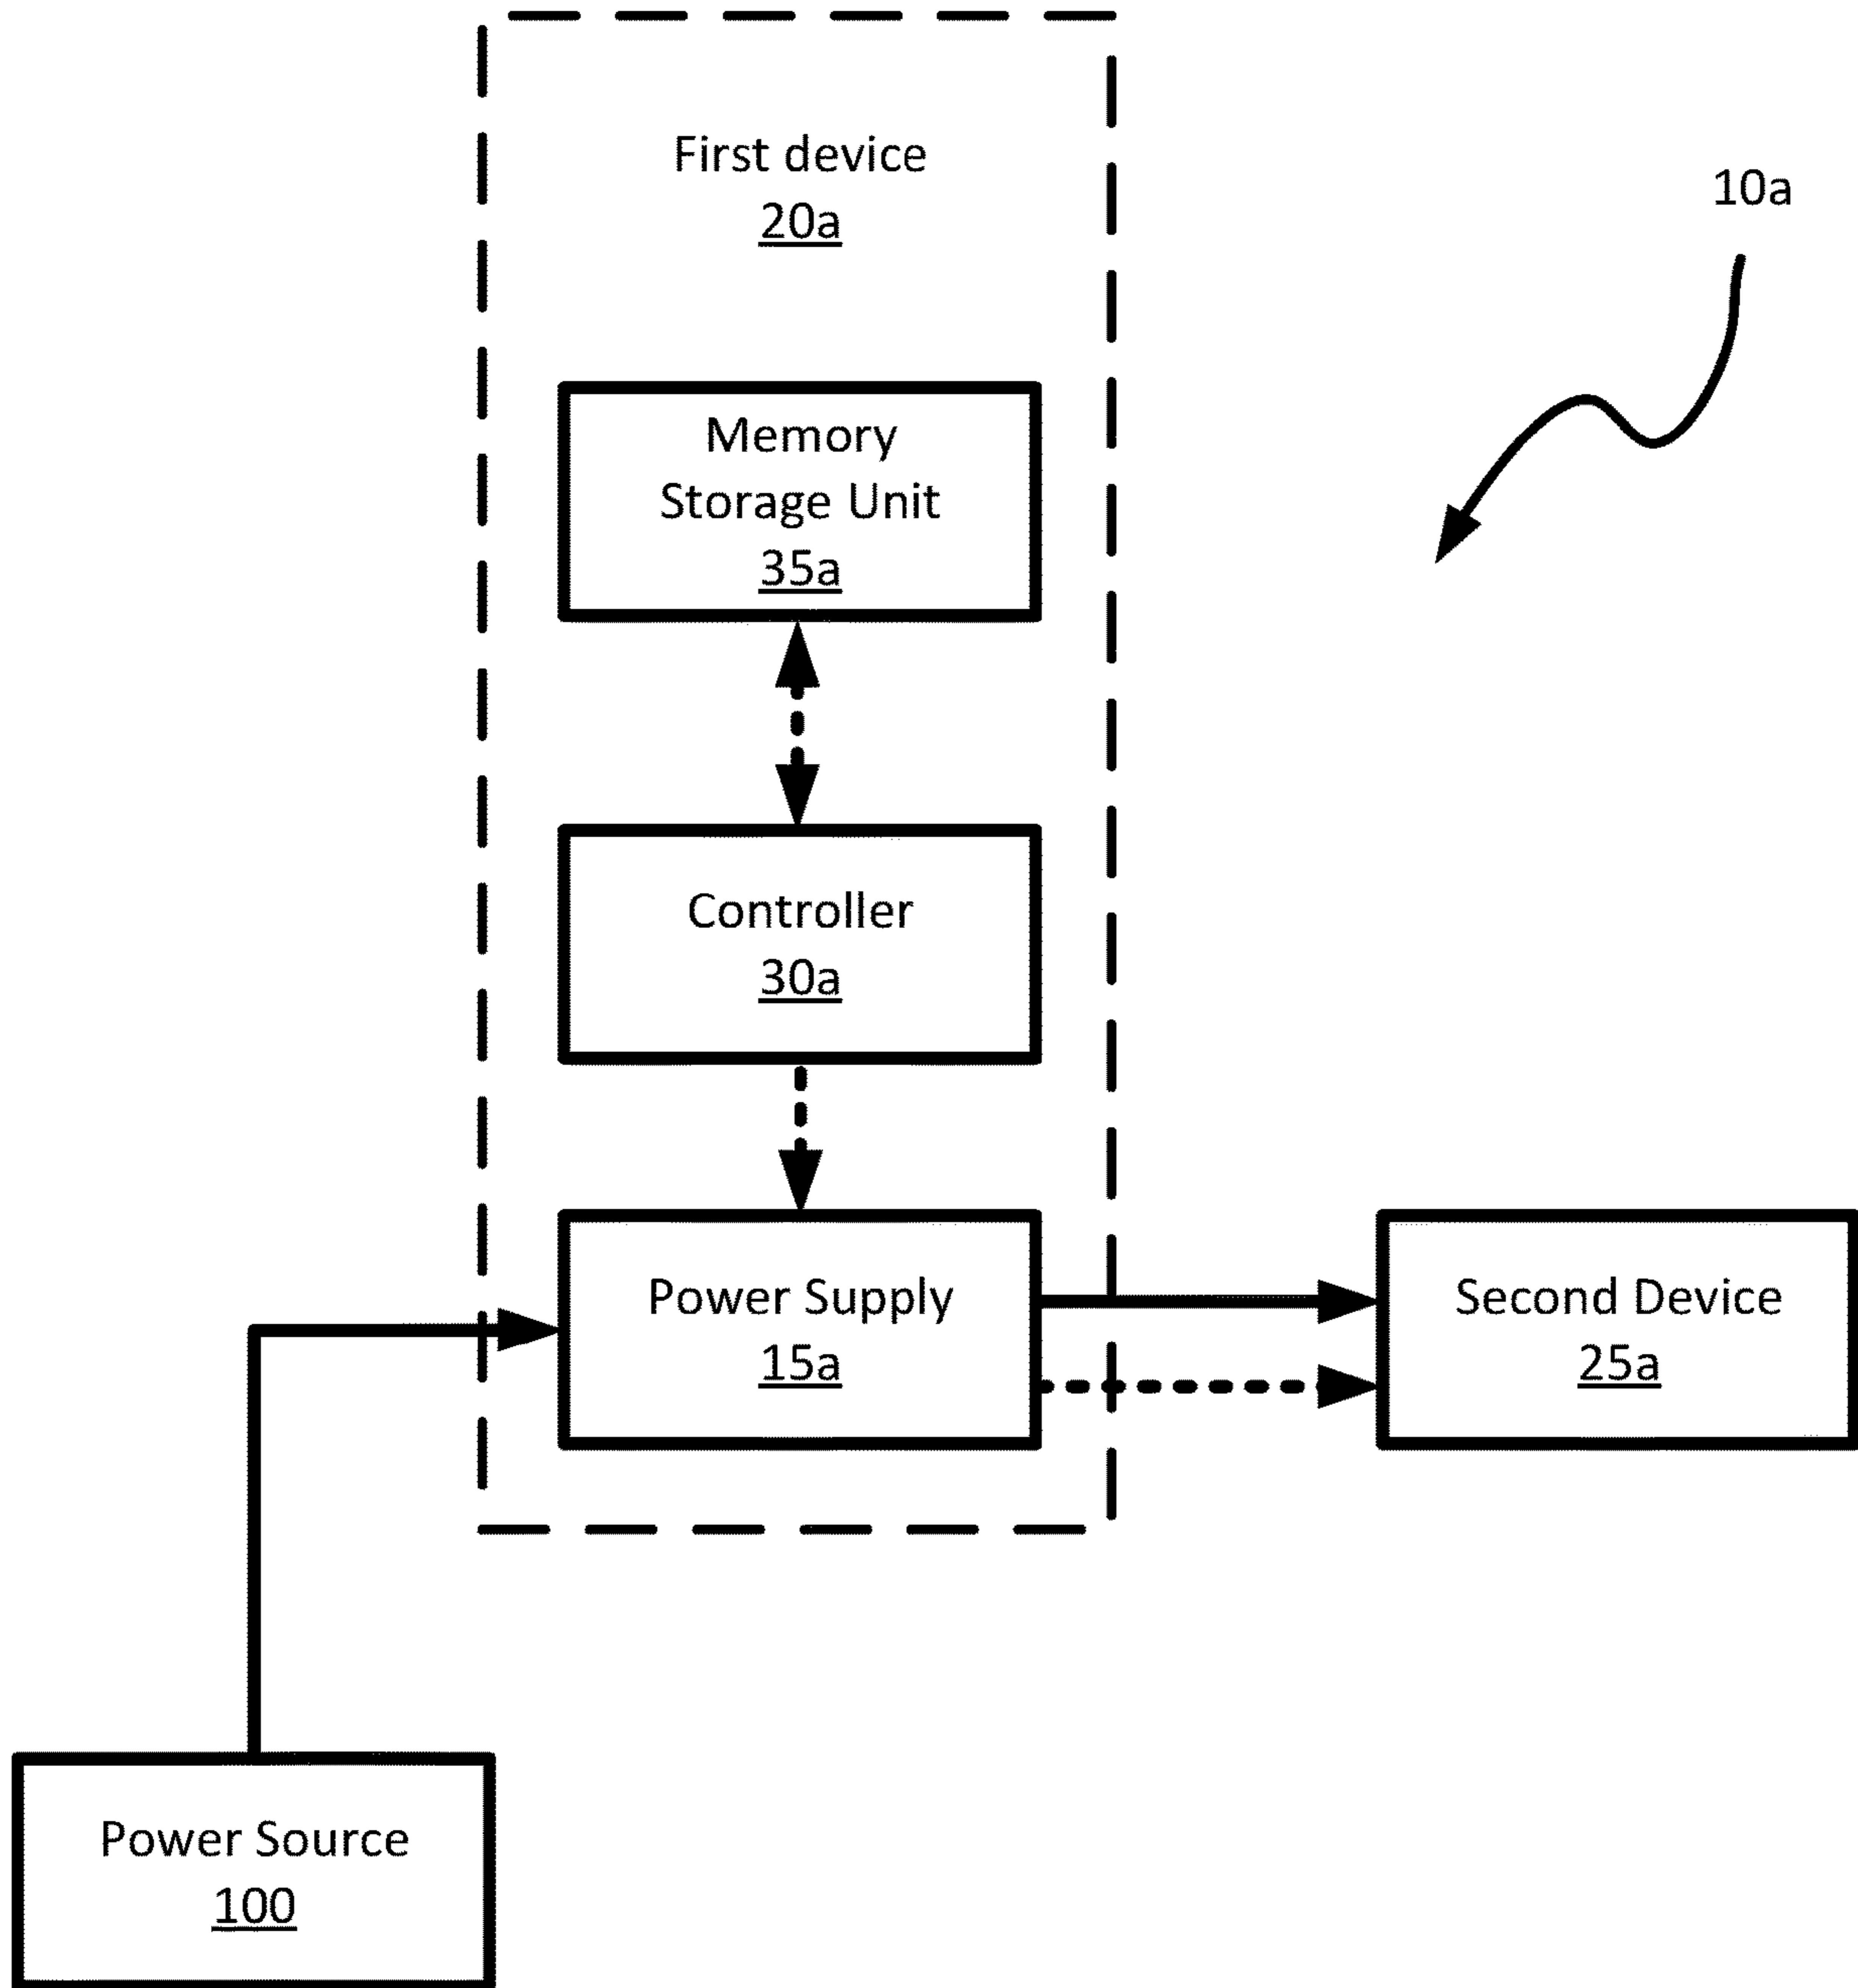 First device
20a
10a
Memory
Storage Unit
35a
Controller
30a
Power Supply
15a
Second Device
25a
Power Source
100